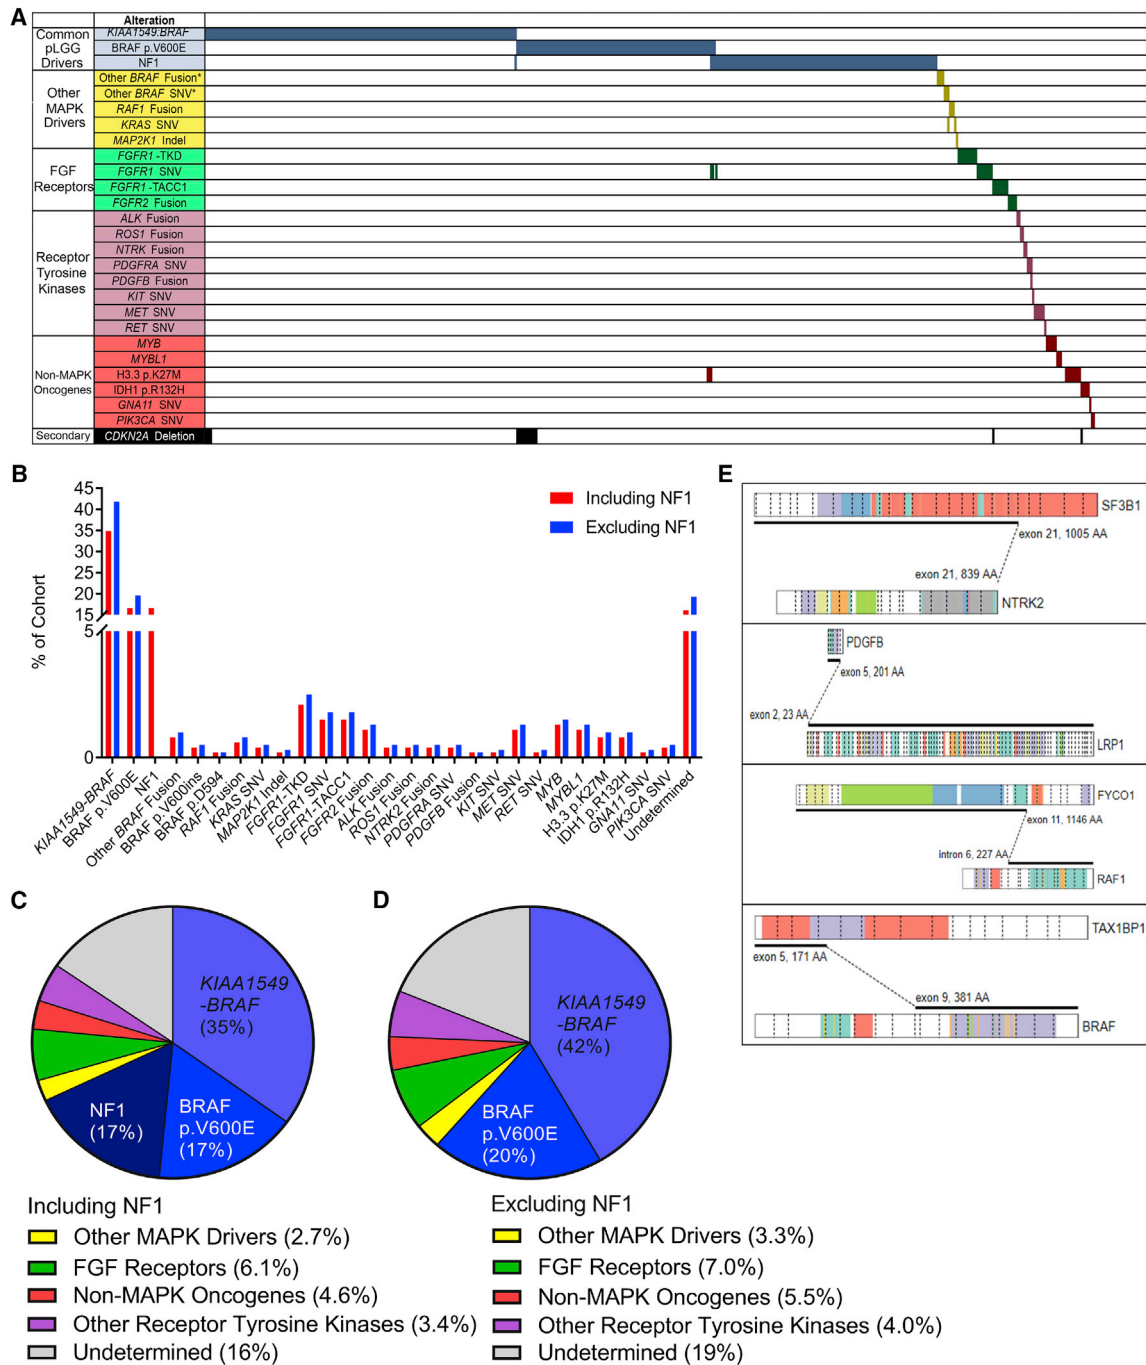 A
Alteration
Common
pLGG
Drivers
KIAA1549:BRAF
BRAF p.V600E
NF1
Other
MAPK
Drivers
Other BRAF Fusion*
Other BRAF SNV*
RAF1 Fusion
KRAS SNV
MAP2K1 Indel
FGF
Receptors
FGFR1-TKD
FGFR1 SNV
FGFR1-TACC1
FGFR2 Fusion
Receptor
Tyrosine
Kinases
ALK Fusion
ROS1 Fusion
NTRK Fusion
PDGFRA SNV
PDGFB Fusion
KIT SNV
MET SNV
RET SNV
Non-MAPK
Oncogenes
MYB
MYBL1
H3.3 p.K27M
IDH1 p.R132H
GNA11 SNV
PIK3CA SNV
Secondary
CDKN2A Deletion
B
% of Cohort
45
40
35
30
25
20
15
5
0
Including NF1
Excluding NF1
KIAA1549-BRAF
BRAF p.V600E
NF1
Other BRAF Fusion
BRAF p.V600ins
BRAF p.D594
RAF1 Fusion
KRAS SNV
MAP2K1 Indel
FGFR1-TKD
FGFR1 SNV
FGFR1-TACC1
FGFR2 Fusion
ALK Fusion
ROS1 Fusion
NTRK2 Fusion
PDGFRA SNV
PDGFB Fusion
KIT SNV
MET SNV
RET SNV
MYB
MYBL1
H3.3 p.K27M
IDH1 p.R132H
GNA11 SNV
PIK3CA SNV
Undetermined
E
SF3B1
exon 21, 1005 AA
exon 21, 839 AA
NTRK2
PDGFB
exon 5, 201 AA
exon 2, 23 AA
LRP1
FYCO1
exon 11, 1146 AA
intron 6, 227 AA
RAF1
TAX1BP1
exon 5, 171 AA
exon 9, 381 AA
BRAF
C
KIAA1549
-BRAF
(35%)
NF1
(17%)
BRAF
p.V600E
(17%)
Including NF1
Other MAPK Drivers (2.7%)
FGF Receptors (6.1%)
Non-MAPK Oncogenes (4.6%)
Other Receptor Tyrosine Kinases (3.4%)
Undetermined (16%)
D
KIAA1549
-BRAF
(42%)
BRAF
p.V600E
(20%)
Excluding NF1
Other MAPK Drivers (3.3%)
FGF Receptors (7.0%)
Non-MAPK Oncogenes (5.5%)
Other Receptor Tyrosine Kinases (4.0%)
Undetermined (19%)